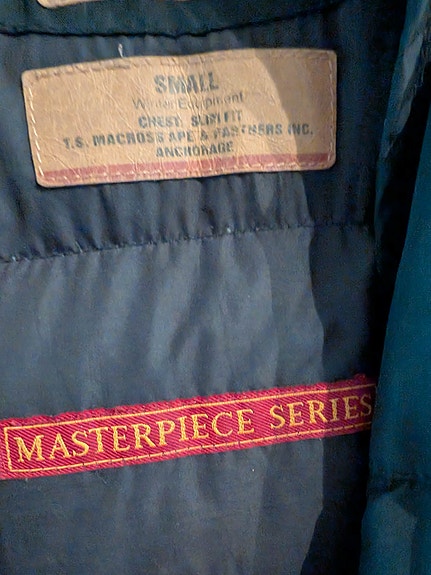 SMALL
Winter Equipment
CHEST: SLIM FIT
T.S. MACROSS APE & PARTNERS INC.
ANCHORAGE
MASTERPIECE SERIES